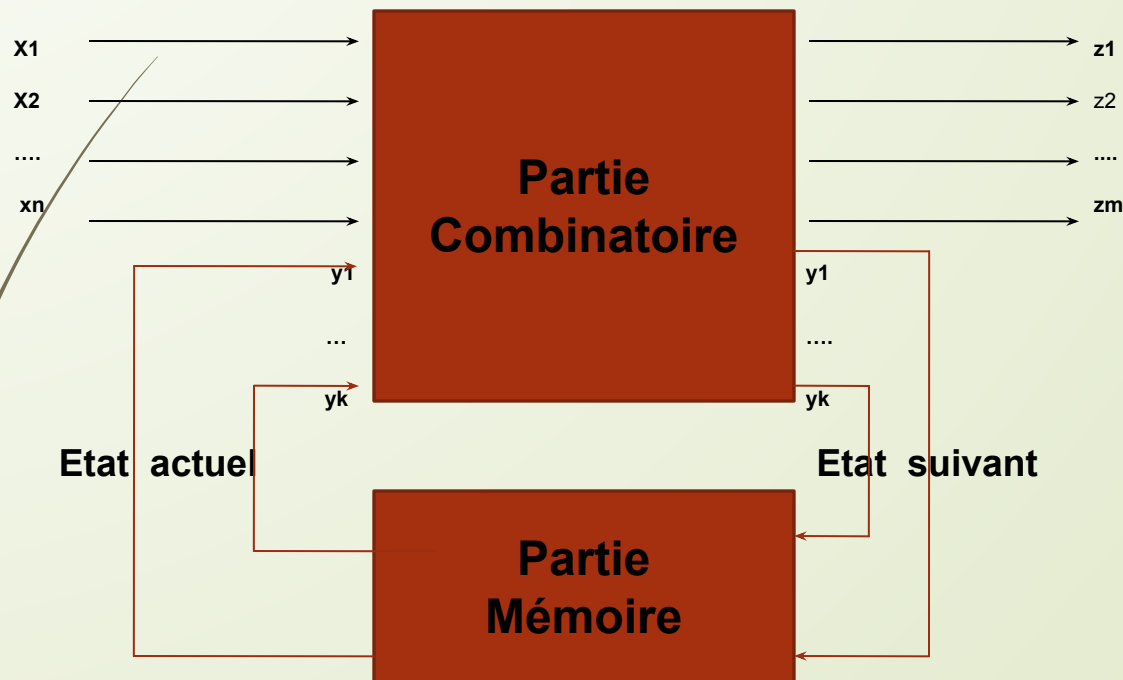 X1
z1
X2
z2
....
....
Partie
Combinatoire
xn
zm
y1
y1
...
....
yk
yk
Etat actuel
Etat suivant
Partie
Mémoire